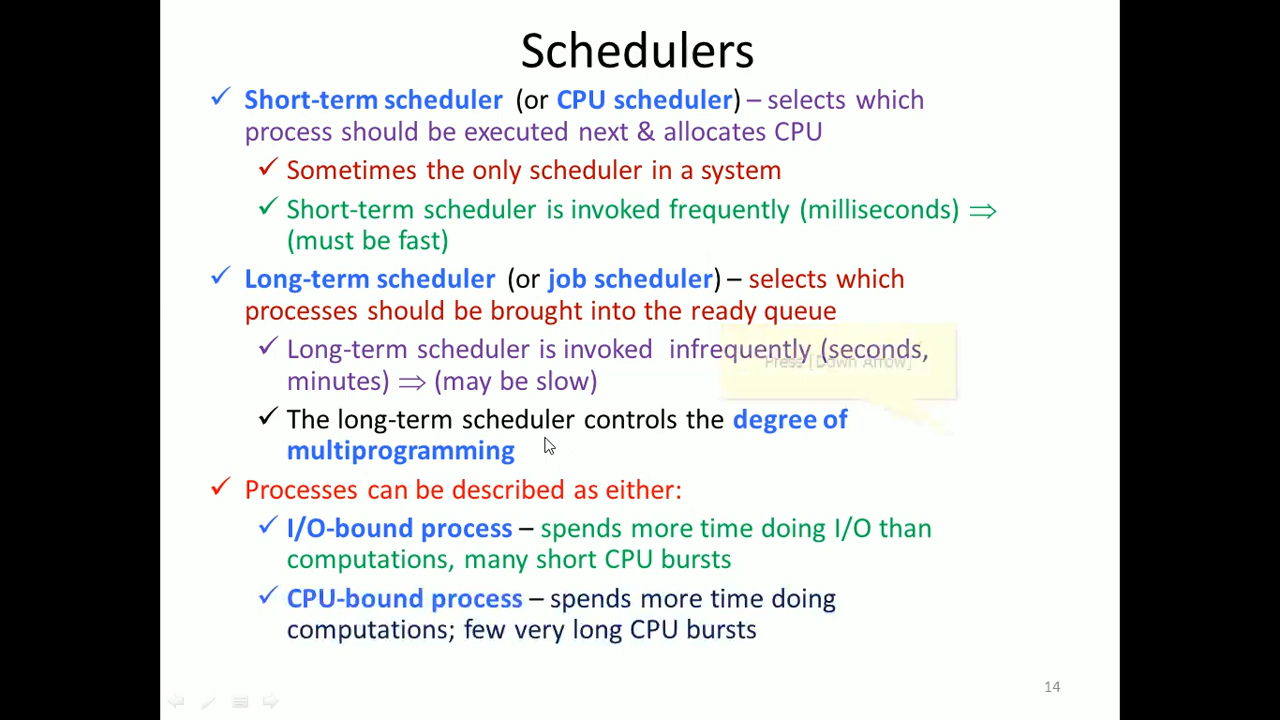 Schedulers
✓ Short-term scheduler (or CPU scheduler) – selects which
process should be executed next & allocates CPU
✓ Sometimes the only scheduler in a system
✓ Short-term scheduler is invoked frequently (milliseconds) ⇒
(must be fast)
✓ Long-term scheduler (or job scheduler) – selects which
processes should be brought into the ready queue
✓ Long-term scheduler is invoked infrequently (seconds,
Press [Down Arrow]
minutes) ⇒ (may be slow)
✓ The long-term scheduler controls the degree of
multiprogramming
✓ Processes can be described as either:
✓ I/O-bound process – spends more time doing I/O than
computations, many short CPU bursts
✓ CPU-bound process – spends more time doing
computations; few very long CPU bursts
14